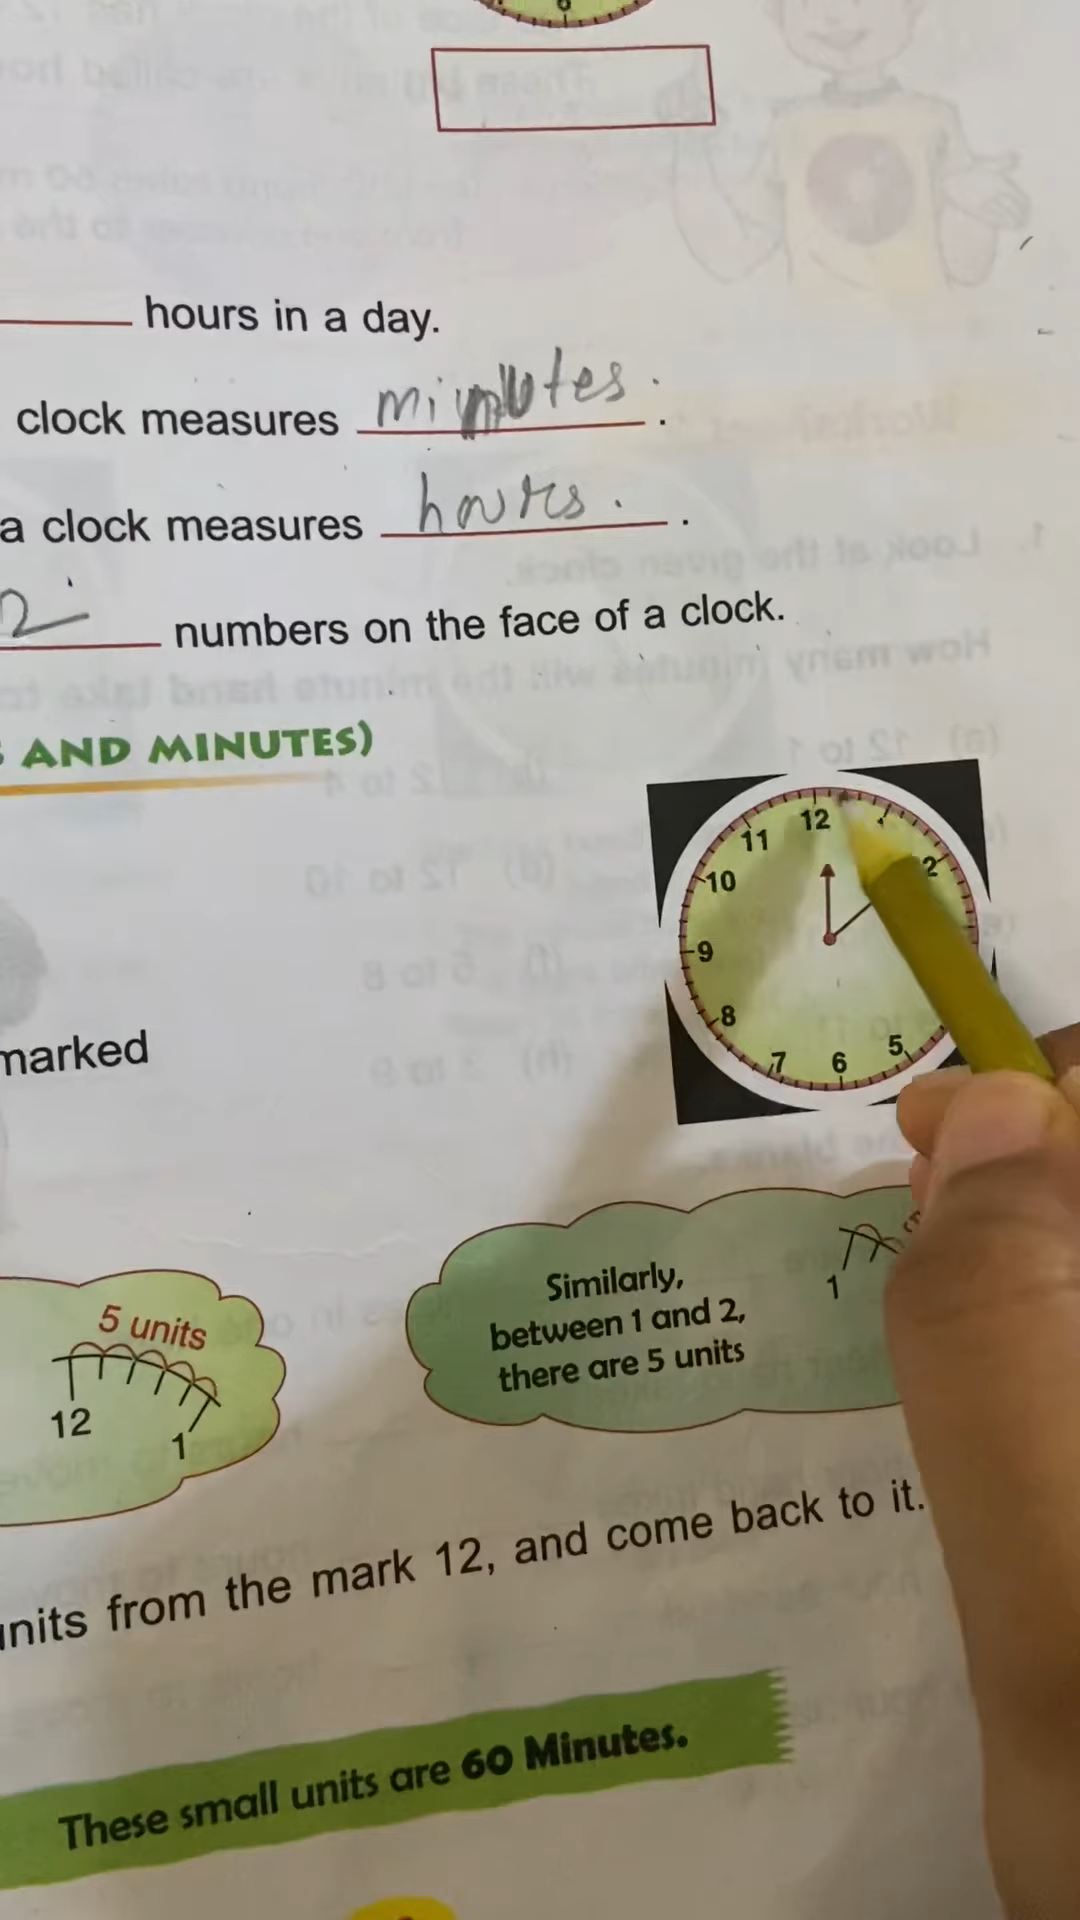 hours in a day.
clock measures minutes.
a clock measures hours.
2 numbers on the face of a clock.
AND MINUTES)
12
11
10
2
9
8
7
6
5
marked
5 units
12
1
Similarly,
between 1 and 2,
there are 5 units
1
units from the mark 12, and come back to it.
These small units are 60 Minutes.